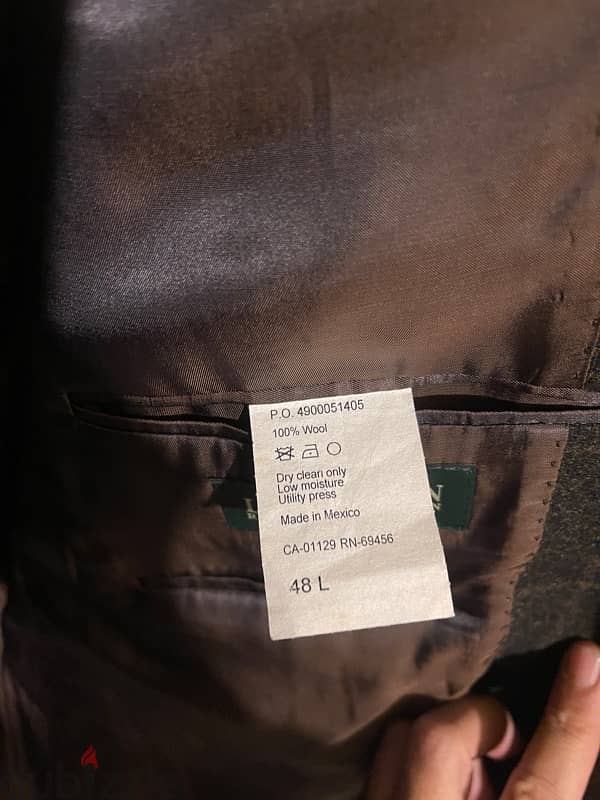 P.O. 4900051405
100% Wool
Dry clean only
Low moisture
Utility press
Made in Mexico
CA-01129 RN-69456
48 L